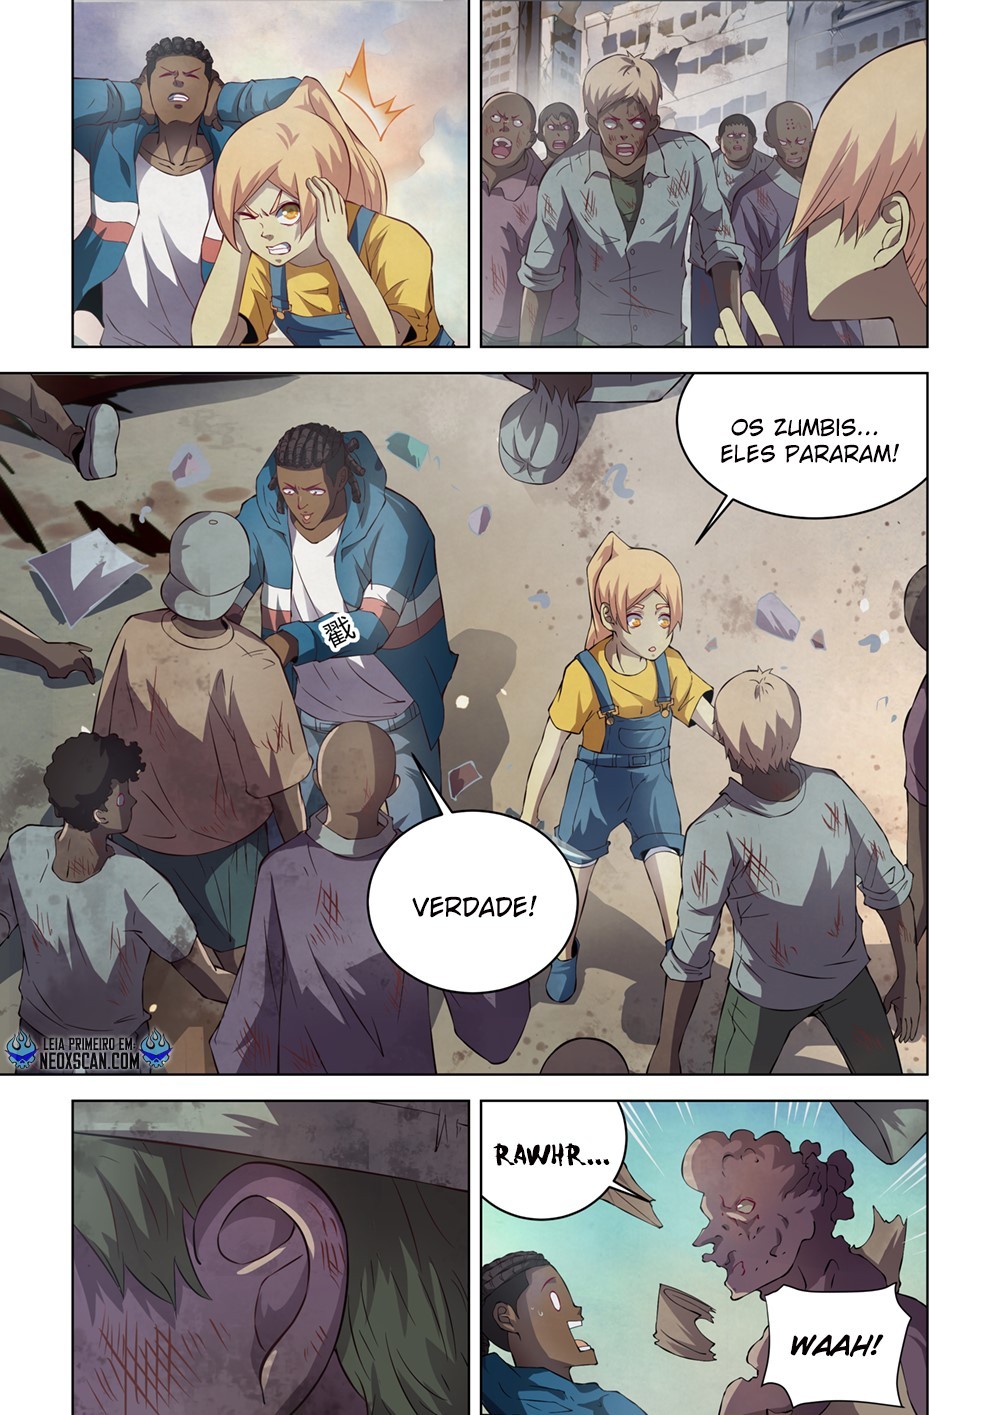 OS ZUMBIS...
ELES PARARAM!
戳
VERDADE!
LEIA PRIMEIRO EM:
NEOXSCAN.COM
RAWHR...
WAAH!